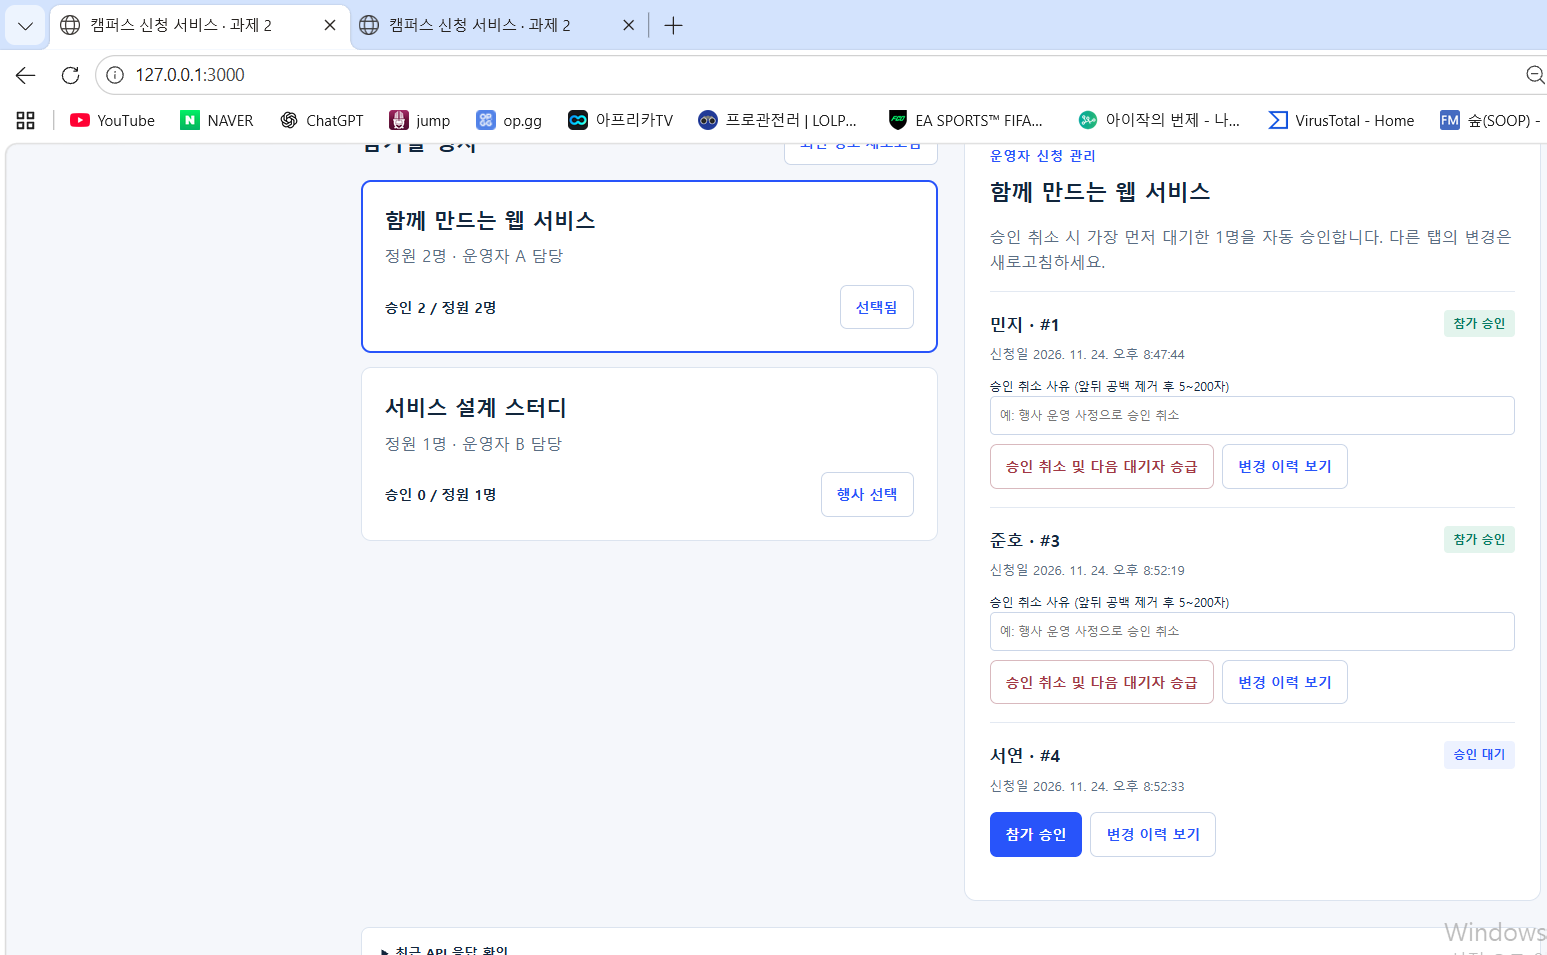 캠퍼스 신청 서비스 · 과제 2
캠퍼스 신청 서비스 · 과제 2
127.0.0.1:3000
YouTube
NAVER
ChatGPT
jump
op.gg
아프리카TV
프로관전러 | LOLP...
EA SPORTS™ FIFA...
아이작의 번제 - 나...
VirusTotal - Home
숲(SOOP) -
함께 만드는 웹 서비스
정원 2명 · 운영자 A 담당
승인 2 / 정원 2명
선택됨
서비스 설계 스터디
정원 1명 · 운영자 B 담당
승인 0 / 정원 1명
행사 선택
운영자 신청 관리
함께 만드는 웹 서비스
승인 취소 시 가장 먼저 대기한 1명을 자동 승인합니다. 다른 탭의 변경은
새로고침하세요.
민지 · #1
참가 승인
신청일 2026. 11. 24. 오후 8:47:44
승인 취소 사유 (앞뒤 공백 제거 후 5~200자)
예: 행사 운영 사정으로 승인 취소
승인 취소 및 다음 대기자 승급
변경 이력 보기
준호 · #3
참가 승인
신청일 2026. 11. 24. 오후 8:52:19
승인 취소 사유 (앞뒤 공백 제거 후 5~200자)
예: 행사 운영 사정으로 승인 취소
승인 취소 및 다음 대기자 승급
변경 이력 보기
서연 · #4
승인 대기
신청일 2026. 11. 24. 오후 8:52:33
참가 승인
변경 이력 보기
최근 API 응답 확인
Windows